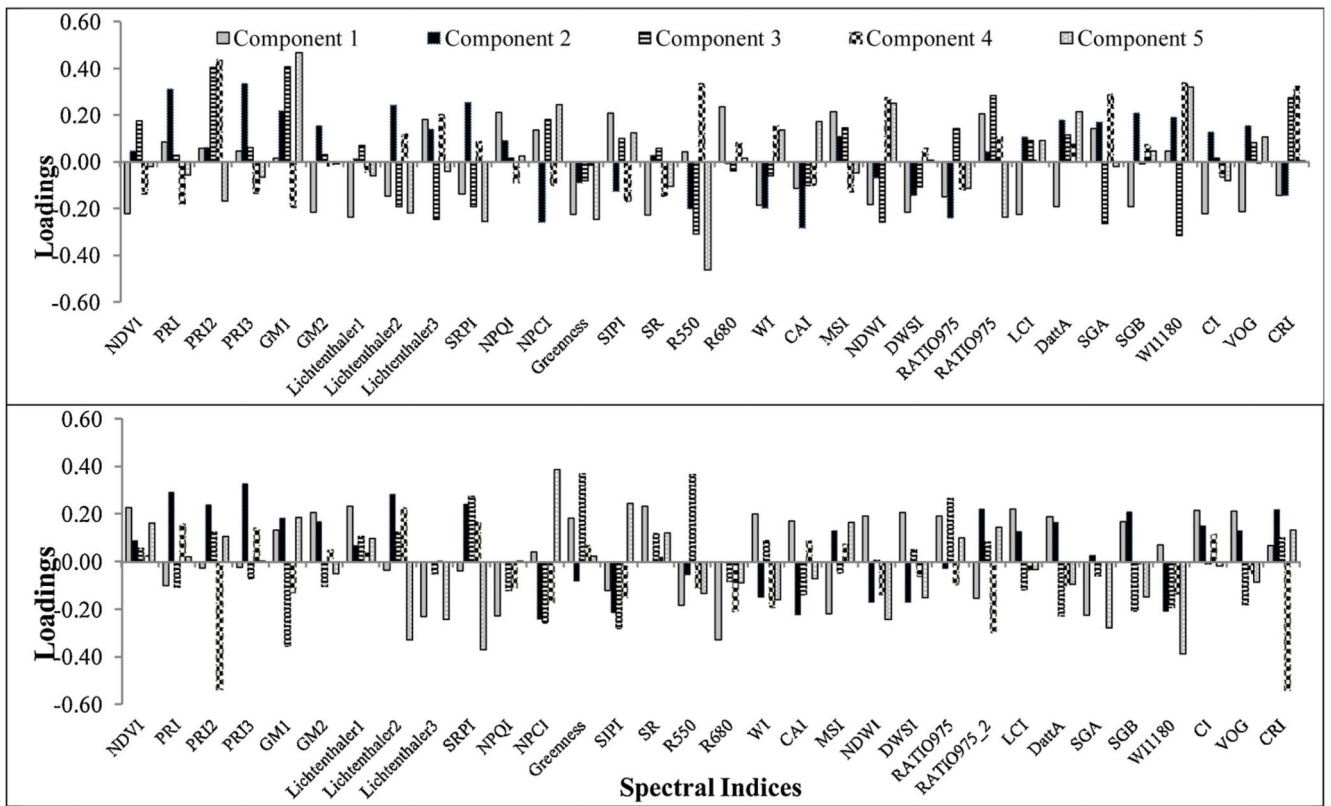 0.60
Component 1 Component 2 Component 3 Component 4 Component 5
0.40
0.20
0.00
-0.20
-0.40
-0.60
Loadings
NDVI PRI PRI2 PRI3 GM1 GM2 Lichtenthaler1 Lichtenthaler2 Lichtenthaler3 SRPI NPQI NPCI Greenness SIPI SR R550 R680 WI CAI MSI NDWI DWSI RATIO975 RATIO975 LCI DattA SGA SGB WI1180 CI VOG CRI
0.60
0.40
0.20
0.00
-0.20
-0.40
-0.60
Loadings
NDVI PRI PRI2 PRI3 GM1 GM2 Lichtenthaler1 Lichtenthaler2 Lichtenthaler3 SRPI NPQI NPCI Greenness SIPI SR R550 R680 WI CAI MSI NDWI DWSI RATIO975 RATIO975_2 LCI DattA SGA SGB WI1180 CI VOG CRI
Spectral Indices